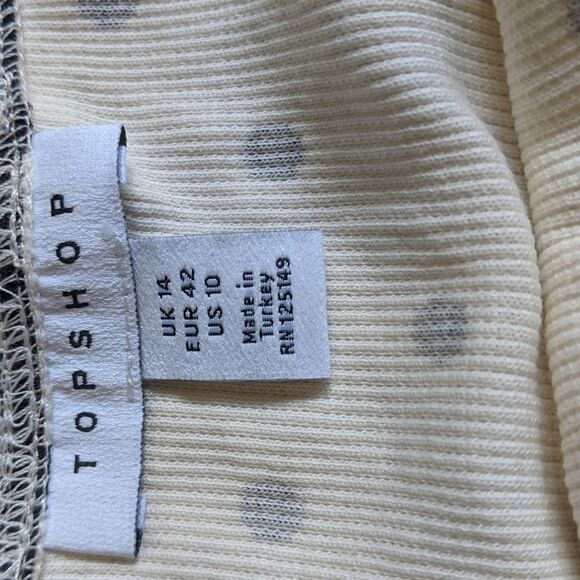 TOPSHOP
UK 14
EUR 42
US 10
Made in
Turkey
RN 125149